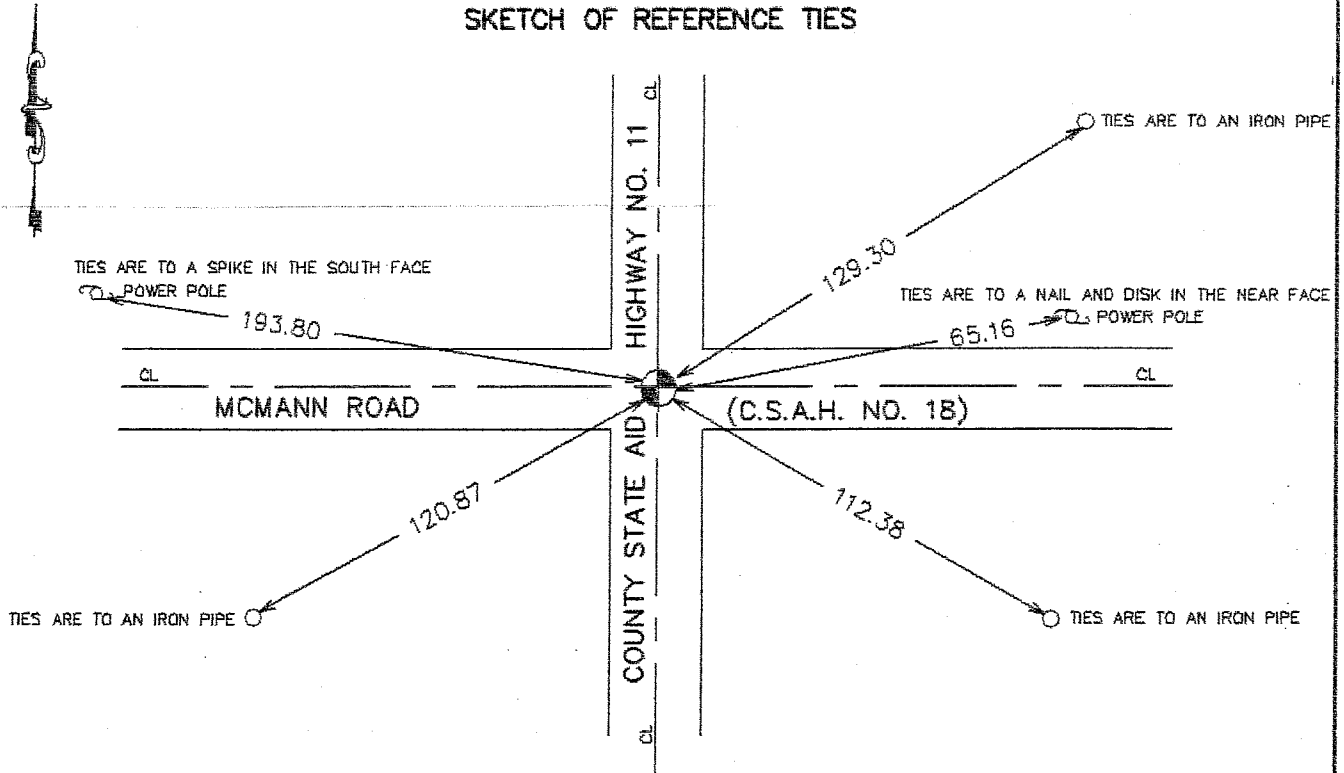 SKETCH OF REFERENCE TIES
CL
TIES ARE TO AN IRON PIPE
129.30
TIES ARE TO A SPIKE IN THE SOUTH FACE
POWER POLE
193.80
TIES ARE TO A NAIL AND DISK IN THE NEAR FACE
POWER POLE
65.16
CL
CL
MCMANN ROAD
(C.S.A.H. NO. 18)
COUNTY STATE AID HIGHWAY NO. 11
120.87
112.38
TIES ARE TO AN IRON PIPE
TIES ARE TO AN IRON PIPE
CL